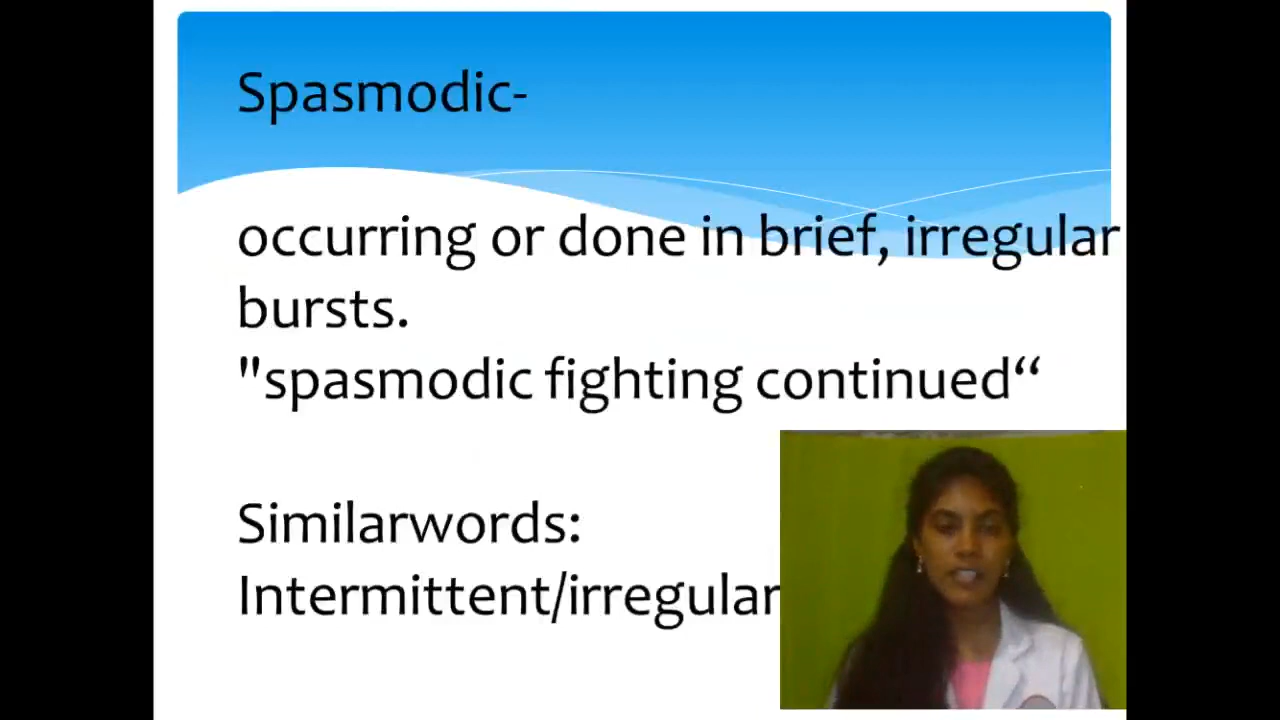 Spasmodic-
occurring or done in brief, irregular
bursts.
"spasmodic fighting continued“
Similarwords:
Intermittent/irregular